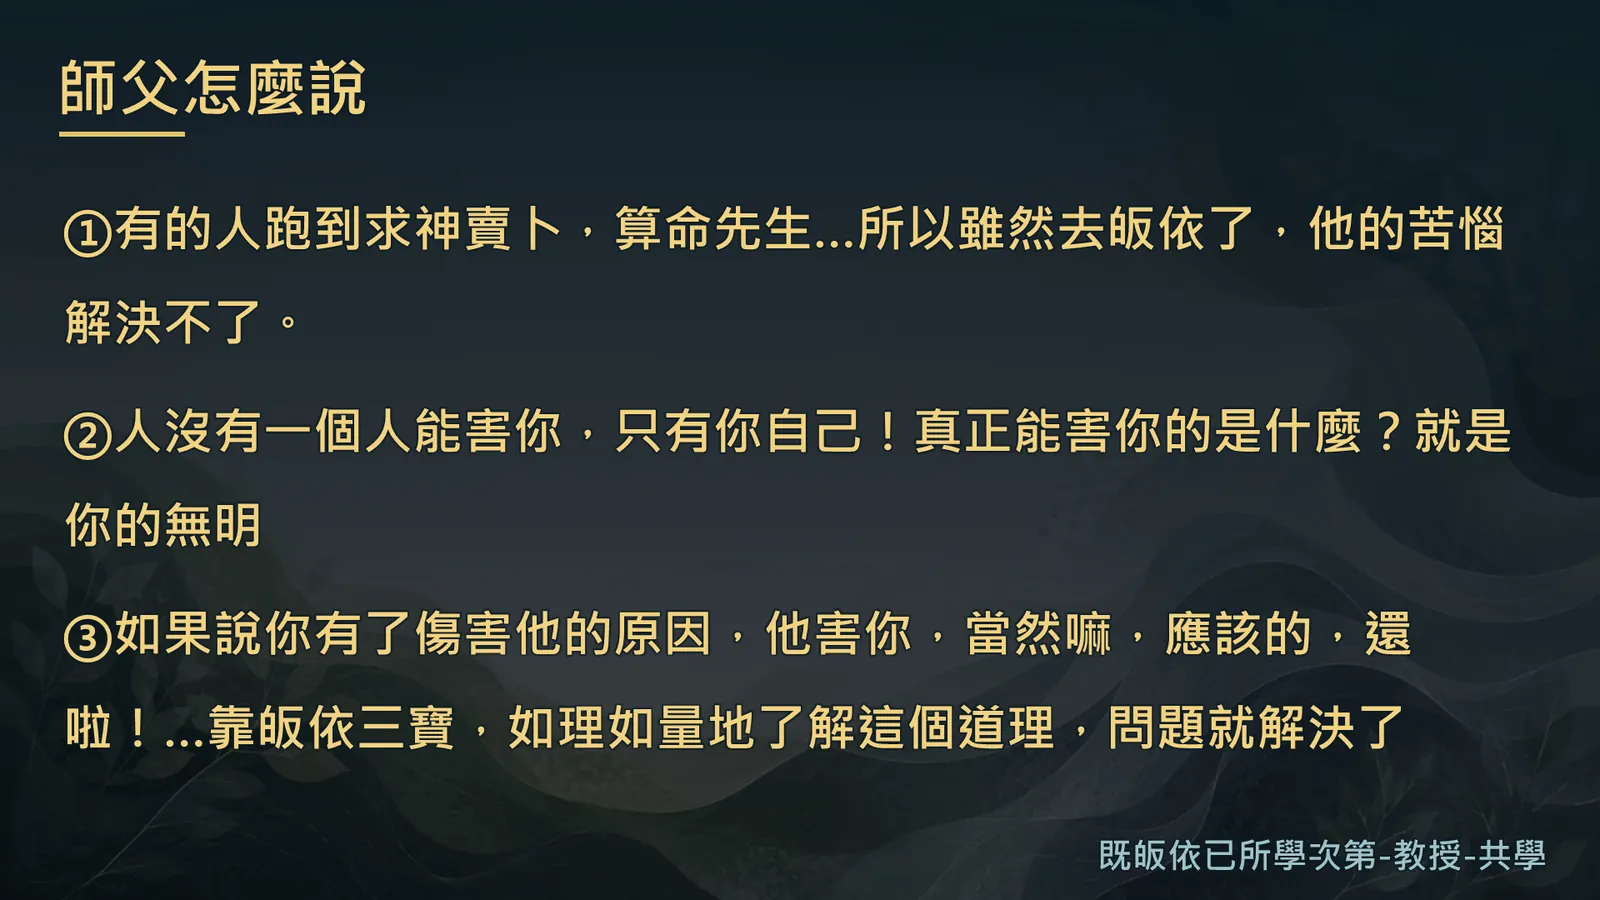 師父怎麼說
①有的人跑到求神賣卜，算命先生...所以雖然去皈依了，他的苦惱
解決不了。
②人沒有一個人能害你，只有你自己！真正能害你的是什麼？就是
你的無明
③如果說你有了傷害他的原因，他害你，當然嘛，應該的，還
啦！...靠皈依三寶，如理如量地了解這個道理，問題就解決了
既皈依已所學次第-教授-共學